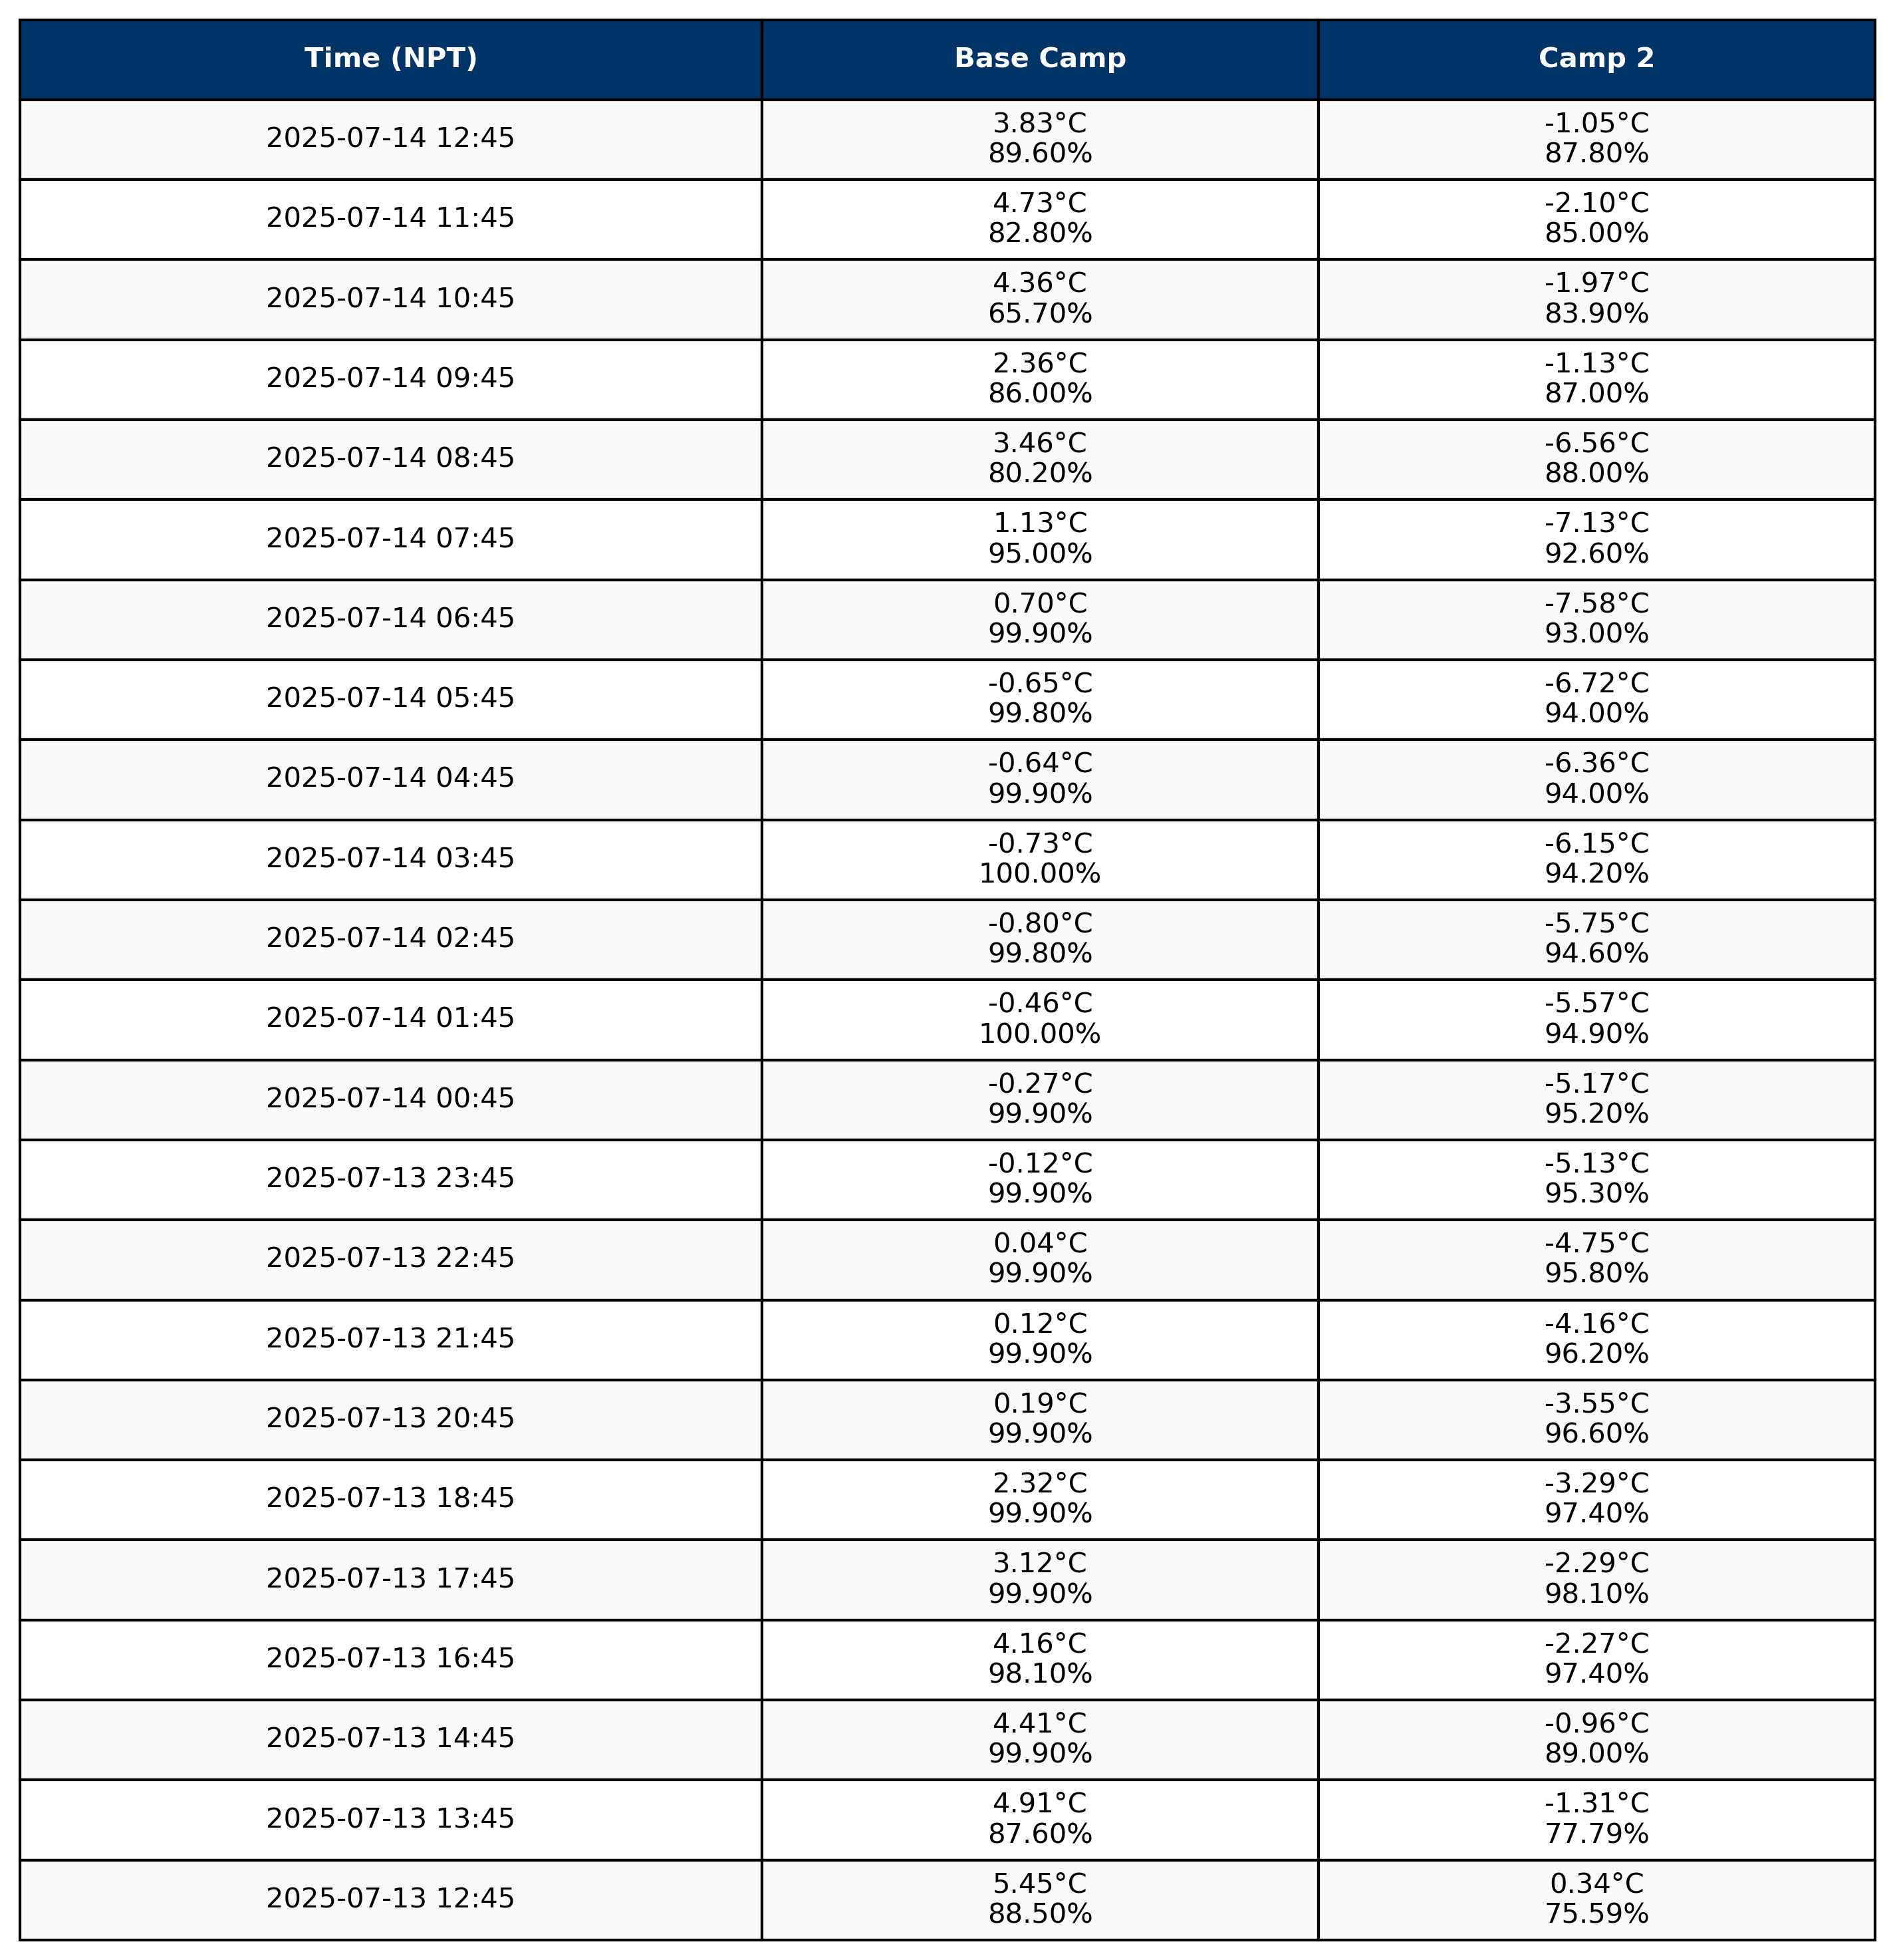 Time (NPT) Base Camp Camp 2
2025-07-14 12:45 3.83°C -1.05°C
89.60% 87.80%
2025-07-14 11:45 4.73°C -2.10°C
82.80% 85.00%
2025-07-14 10:45 4.36°C -1.97°C
65.70% 83.90%
2025-07-14 09:45 2.36°C -1.13°C
86.00% 87.00%
2025-07-14 08:45 3.46°C -6.56°C
80.20% 88.00%
2025-07-14 07:45 1.13°C -7.13°C
95.00% 92.60%
2025-07-14 06:45 0.70°C -7.58°C
99.90% 93.00%
2025-07-14 05:45 -0.65°C -6.72°C
99.80% 94.00%
2025-07-14 04:45 -0.64°C -6.36°C
99.90% 94.00%
2025-07-14 03:45 -0.73°C -6.15°C
100.00% 94.20%
2025-07-14 02:45 -0.80°C -5.75°C
99.80% 94.60%
2025-07-14 01:45 -0.46°C -5.57°C
100.00% 94.90%
2025-07-14 00:45 -0.27°C -5.17°C
99.90% 95.20%
2025-07-13 23:45 -0.12°C -5.13°C
99.90% 95.30%
2025-07-13 22:45 0.04°C -4.75°C
99.90% 95.80%
2025-07-13 21:45 0.12°C -4.16°C
99.90% 96.20%
2025-07-13 20:45 0.19°C -3.55°C
99.90% 96.60%
2025-07-13 18:45 2.32°C -3.29°C
99.90% 97.40%
2025-07-13 17:45 3.12°C -2.29°C
99.90% 98.10%
2025-07-13 16:45 4.16°C -2.27°C
98.10% 97.40%
2025-07-13 14:45 4.41°C -0.96°C
99.90% 89.00%
2025-07-13 13:45 4.91°C -1.31°C
87.60% 77.79%
2025-07-13 12:45 5.45°C 0.34°C
88.50% 75.59%